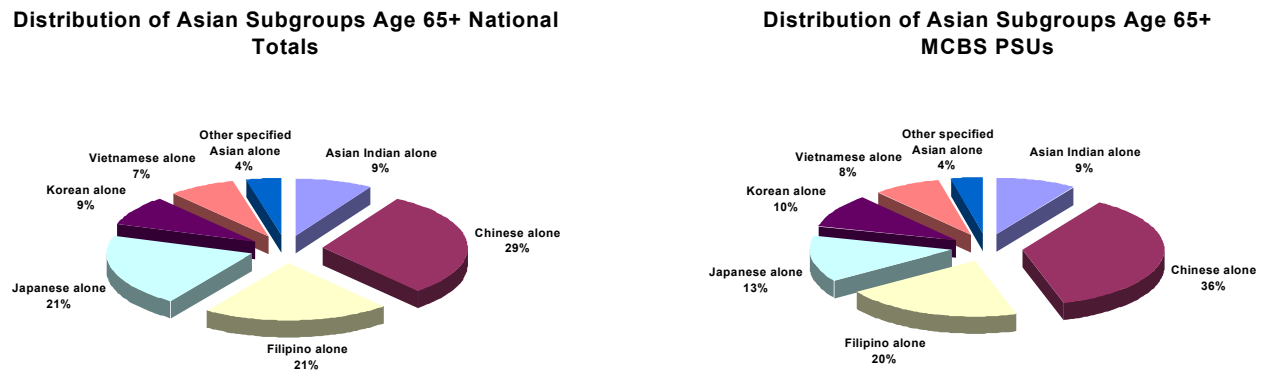 Distribution of Asian Subgroups Age 65+ National
Totals
Other specified
Asian alone
4%
Asian Indian alone
9%
Vietnamese alone
7%
Korean alone
9%
Chinese alone
29%
Japanese alone
21%
Filipino alone
21%
Distribution of Asian Subgroups Age 65+
MCBS PSUs
Other specified
Asian alone
4%
Asian Indian alone
9%
Vietnamese alone
8%
Korean alone
10%
Chinese alone
36%
Japanese alone
13%
Filipino alone
20%